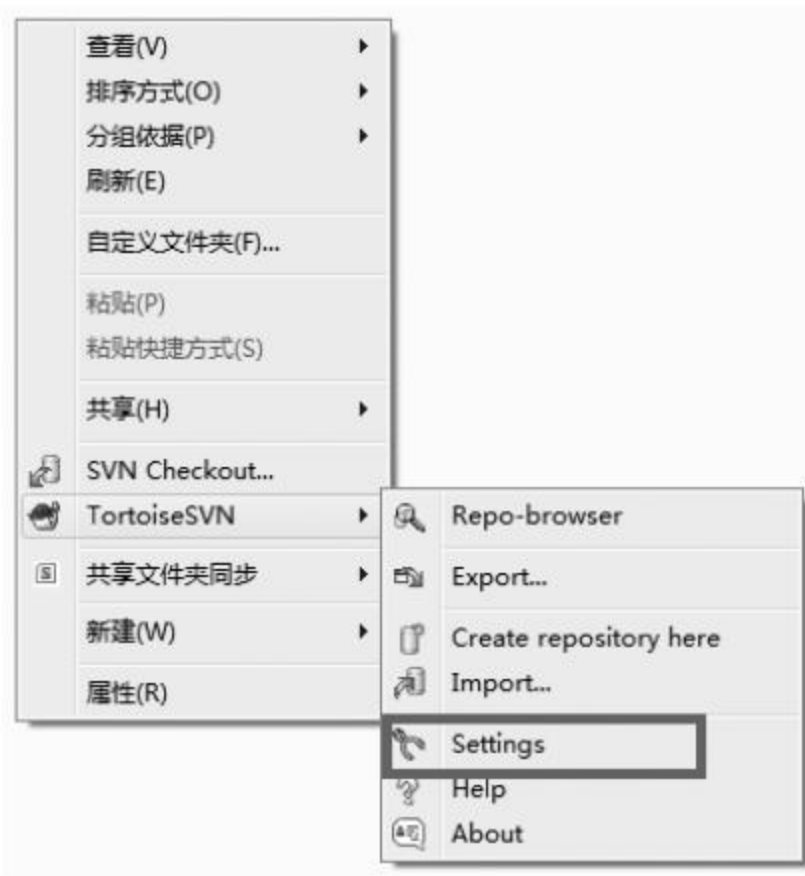 查看(V)
排序方式(O)
分组依据(P)
刷新(E)
自定义文件夹(F)...
粘贴(P)
粘贴快捷方式(S)
共享(H)
SVN Checkout...
TortoiseSVN
共享文件夹同步
新建(W)
属性(R)
Repo-browser
Export...
Create repository here
Import...
Settings
Help
About